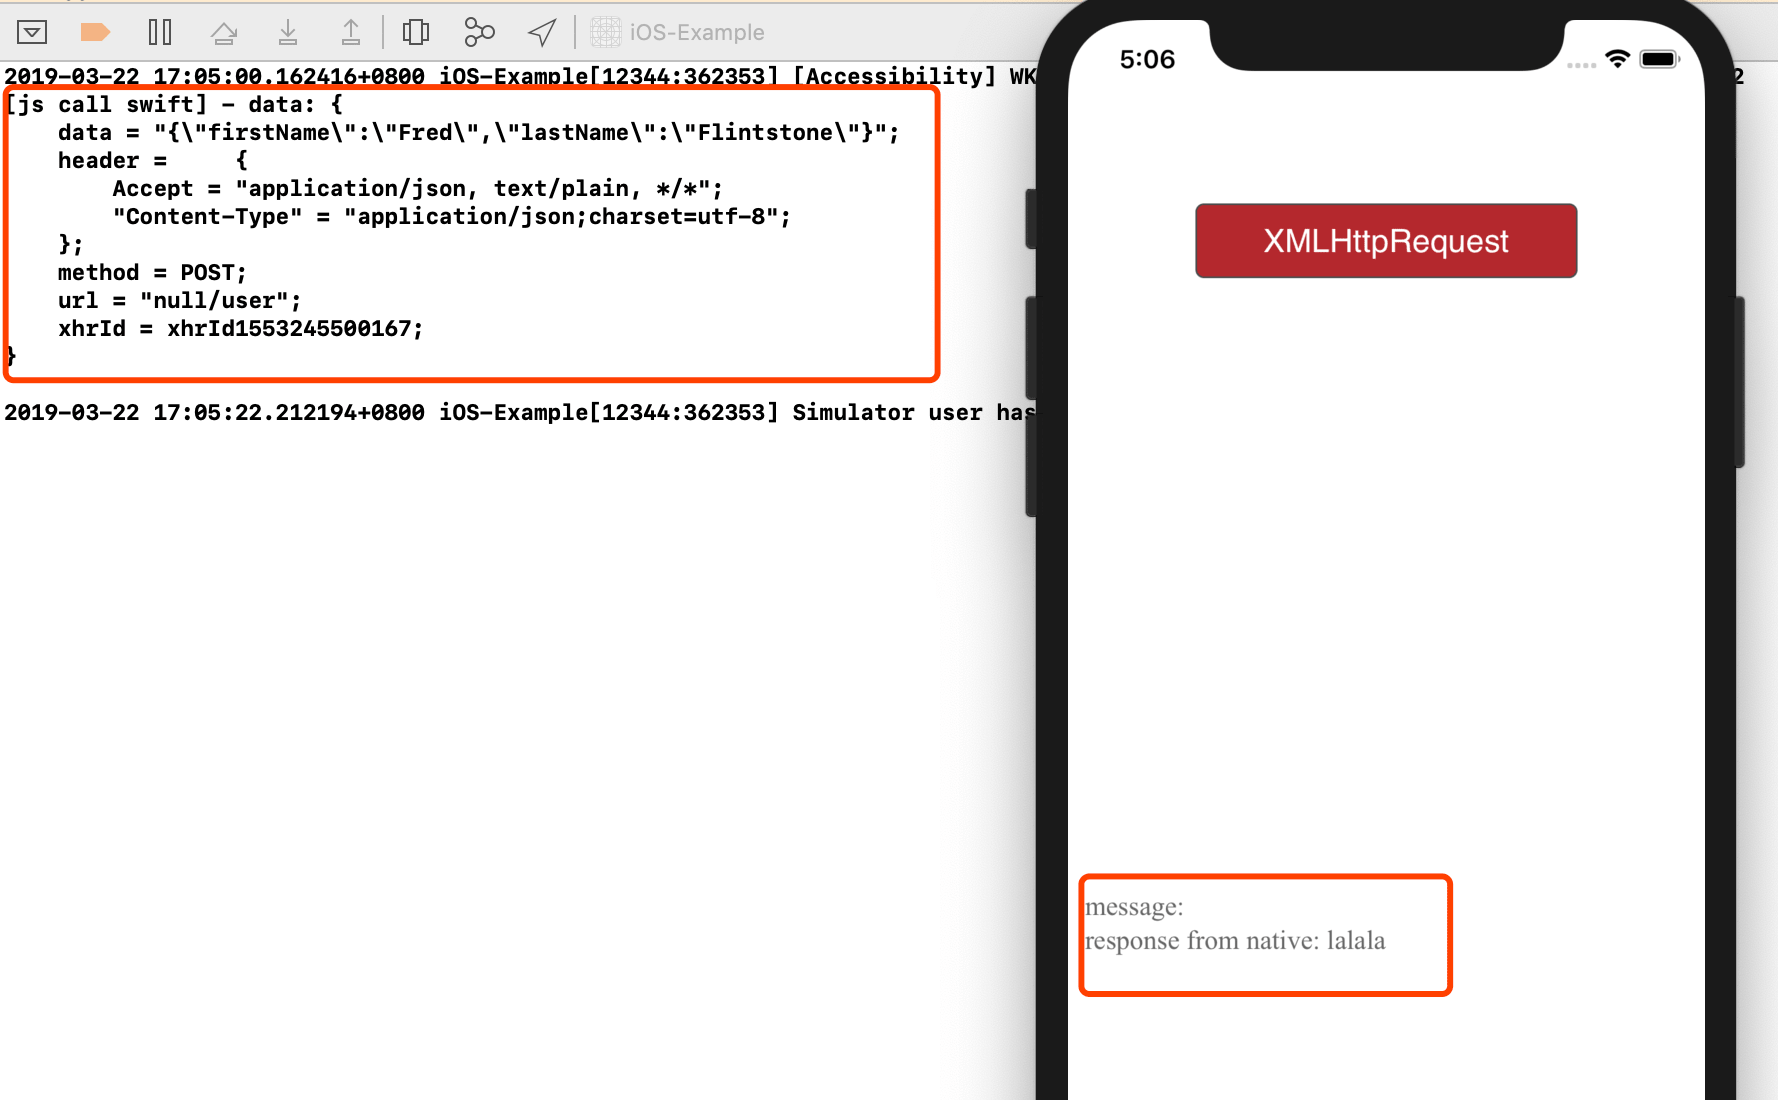 iOS-Example
2019-03-22 17:05:00.162416+0800 iOS-Example[12344:362353] [Accessibility] WK
2
[js call swift] - data: {
    data = "{\"firstName\":\"Fred\",\"lastName\":\"Flintstone\"}";
    header =     {
        Accept = "application/json, text/plain, */*";
        "Content-Type" = "application/json;charset=utf-8";
    };
    method = POST;
    url = "null/user";
    xhrId = xhrId1553245500167;
}
2019-03-22 17:05:22.212194+0800 iOS-Example[12344:362353] Simulator user has
5:06
XMLHttpRequest
message:
response from native: lalala